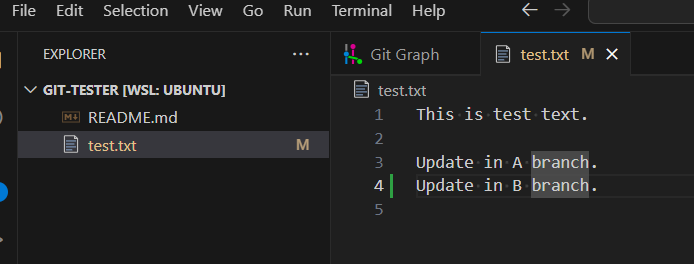 File Edit Selection View Go Run Terminal Help
EXPLORER
GIT-TESTER [WSL: UBUNTU]
README.md
test.txt M
Git Graph
test.txt M
test.txt
1 This is test text.
2
3 Update in A branch.
4 Update in B branch.
5